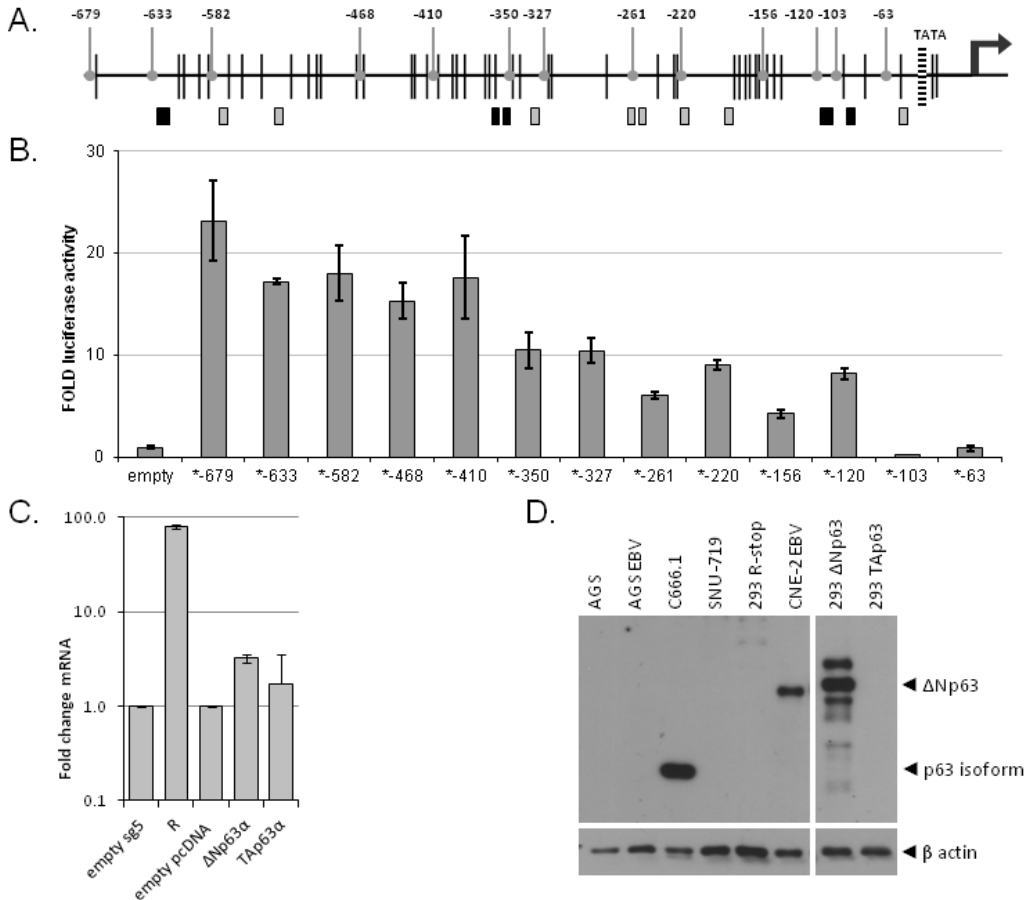 A.
-679 -633 -582 -468 -410 -350 -327 -261 -220 -156 -120 -103 -63
TATA
B.
FOLD luciferase activity
30
20
10
0
empty *-679 *-633 *-582 *-468 *-410 *-350 *-327 *-261 *-220 *-156 *-120 *-103 *-63
C.
Fold change mRNA
100.0
10.0
1.0
0.1
empty sg5
R
empty pcDNA
ΔNp63α
TAp63α
D.
AGS
AGS EBV
C666.1
SNU-719
293 R-stop
CNE-2 EBV
293 ΔNp63
293 TAp63
ΔNp63
p63 isoform
β actin